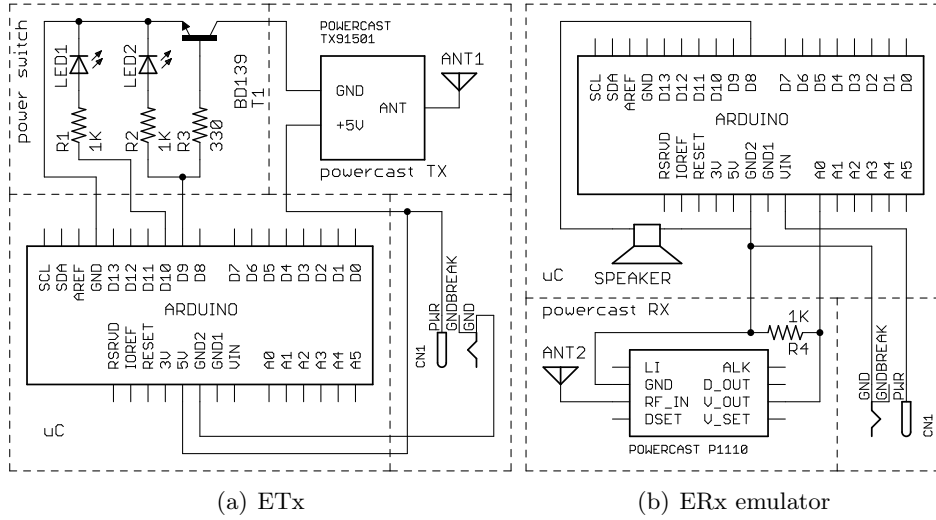 power switch
LED1
LED2
R1
1K
R2
1K
R3
330
BD139
T1
POWERCAST
TX91501
GND
+5V
ANT
ANT1
powercast TX
SCL
SDA
AREF
GND
D13
D12
D11
D10
D9
D8
D7
D6
D5
D4
D3
D2
D1
D0
ARDUINO
RSRVD
IOREF
RESET
3V
5V
GND2
GND1
VIN
A0
A1
A2
A3
A4
A5
uC
PWR
GNDBREAK
GND
CN1
(a) ETx
SCL
SDA
AREF
GND
D13
D12
D11
D10
D9
D8
D7
D6
D5
D4
D3
D2
D1
D0
ARDUINO
RSRVD
IOREF
RESET
3V
5V
GND2
GND1
VIN
A0
A1
A2
A3
A4
A5
uC
SPEAKER
powercast RX
1K
R4
ANT2
LI
GND
RF_IN
DSET
ALK
D_OUT
V_OUT
V_SET
POWERCAST P1110
GND
GNDBREAK
PWR
CN1
(b) ERx emulator